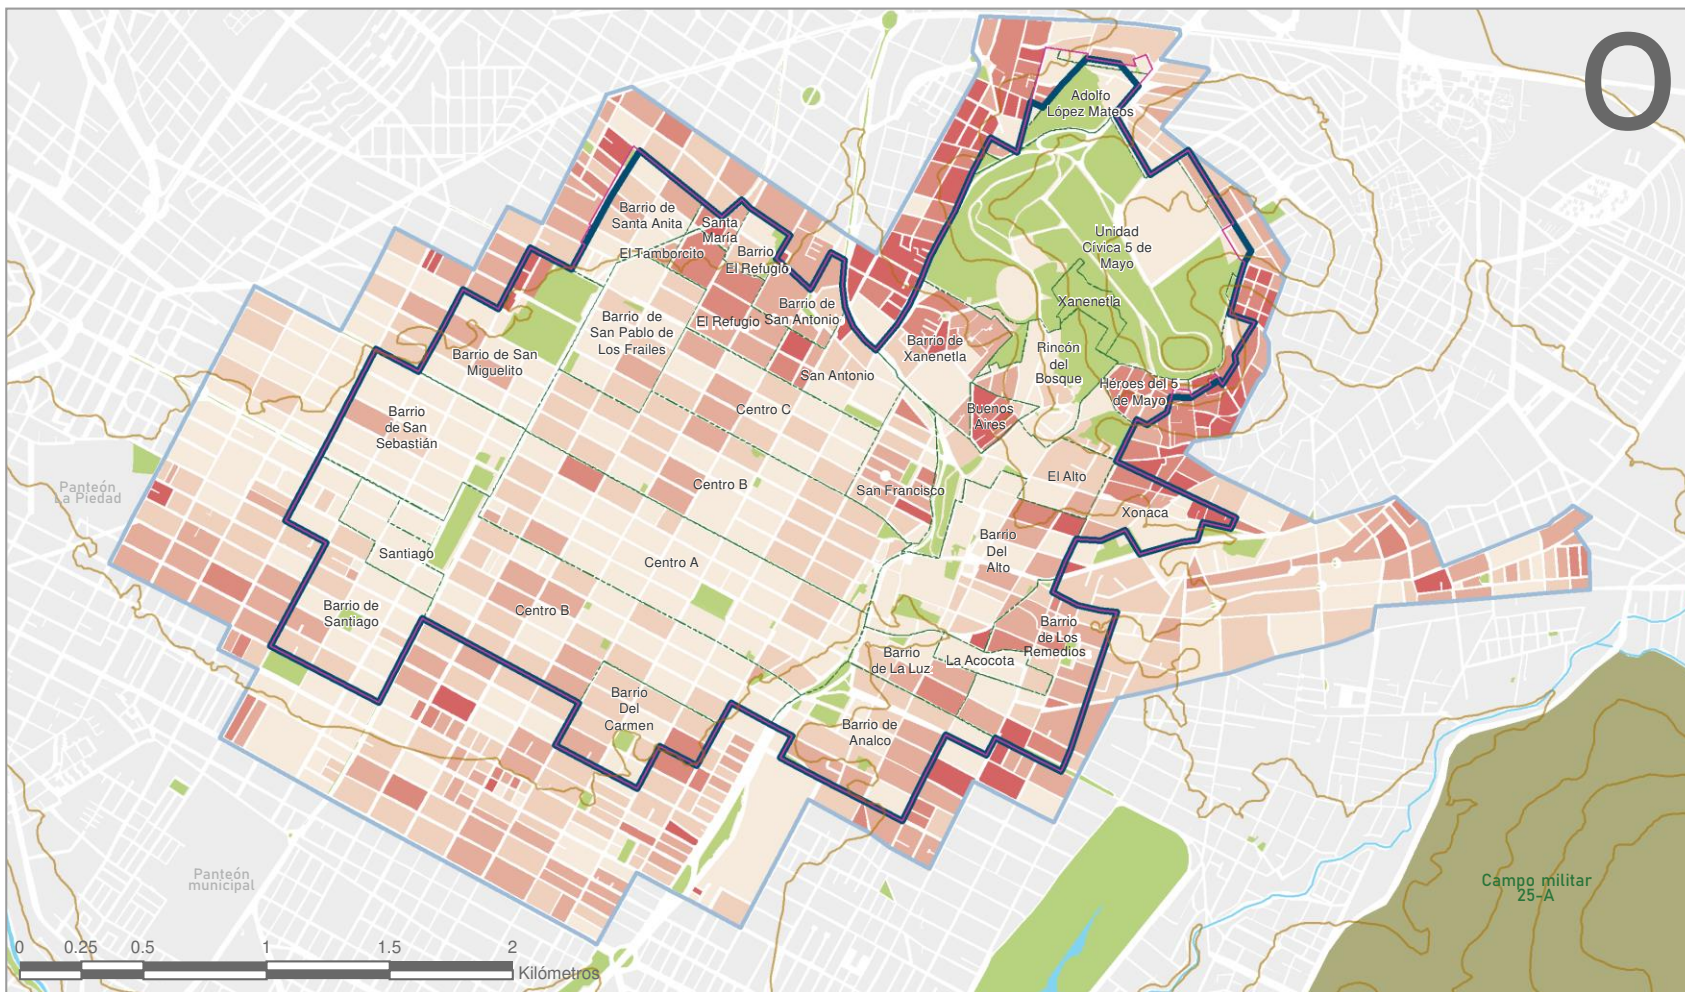 O
Adolfo
López Mateos
Barrio de
Santa Anita
Santa
María
El Tamborcito
Barrio
El Refugio
Unidad
Cívica 5 de
Mayo
Xanenetla
Barrio de
San Pablo de
Los Frailes
El Refugio
Barrio de
San Antonio
Barrio de
Xanenetla
Rincón
del
Bosque
Barrio de San
Miguelito
San Antonio
Héroes del 5
de Mayo
Barrio
de San
Sebastián
Centro C
Buenos
Aires
Panteón
La Piedad
Centro B
San Francisco
El Alto
Xonaca
Santiago
Centro A
Barrio
Del
Alto
Barrio de
Santiago
Centro B
Barrio
de Los
Remedios
Barrio
de La Luz
La Acocota
Barrio
Del
Carmen
Barrio de
Analco
Panteón
municipal
Campo militar
25-A
0 0.25 0.5 1 1.5 2
Kilómetros